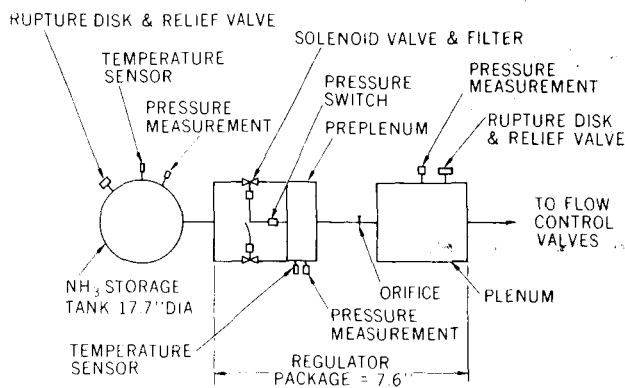 RUPTURE DISK & RELIEF VALVE
TEMPERATURE
SENSOR
PRESSURE
MEASUREMENT
SOLENOID VALVE & FILTER
PRESSURE
SWITCH
PREPLENUM
PRESSURE
MEASUREMENT
RUPTURE DISK
& RELIEF VALVE
TO FLOW
CONTROL
VALVES
NH3 STORAGE
TANK 17.7" DIA
ORIFICE
PLENUM
PRESSURE
MEASUREMENT
TEMPERATURE
SENSOR
REGULATOR
PACKAGE = 7.6"